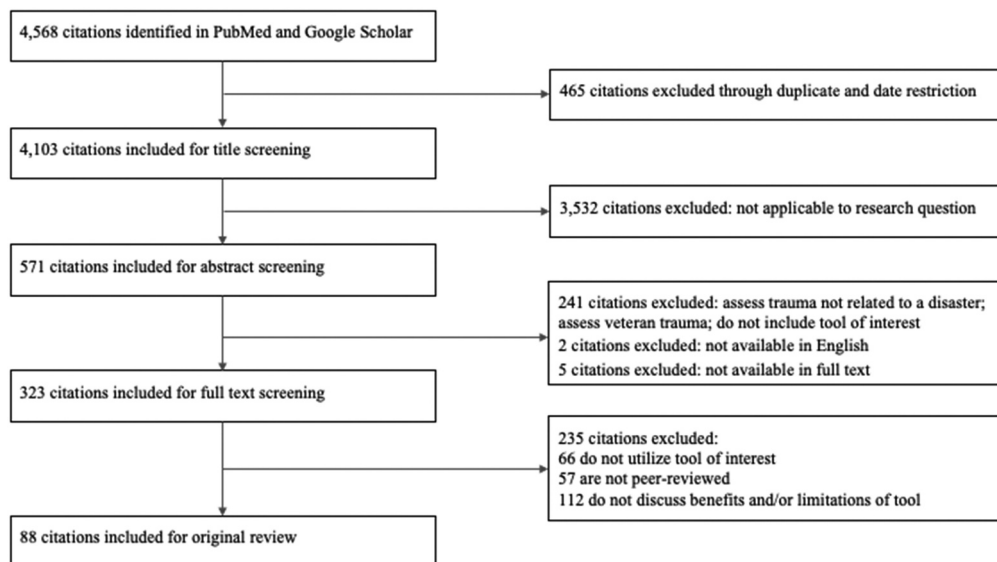 4,568 citations identified in PubMed and Google Scholar
465 citations excluded through duplicate and date restriction
4,103 citations included for title screening
3,532 citations excluded: not applicable to research question
571 citations included for abstract screening
241 citations excluded: assess trauma not related to a disaster;
assess veteran trauma; do not include tool of interest
2 citations excluded: not available in English
5 citations excluded: not available in full text
323 citations included for full text screening
235 citations excluded:
66 do not utilize tool of interest
57 are not peer-reviewed
112 do not discuss benefits and/or limitations of tool
88 citations included for original review